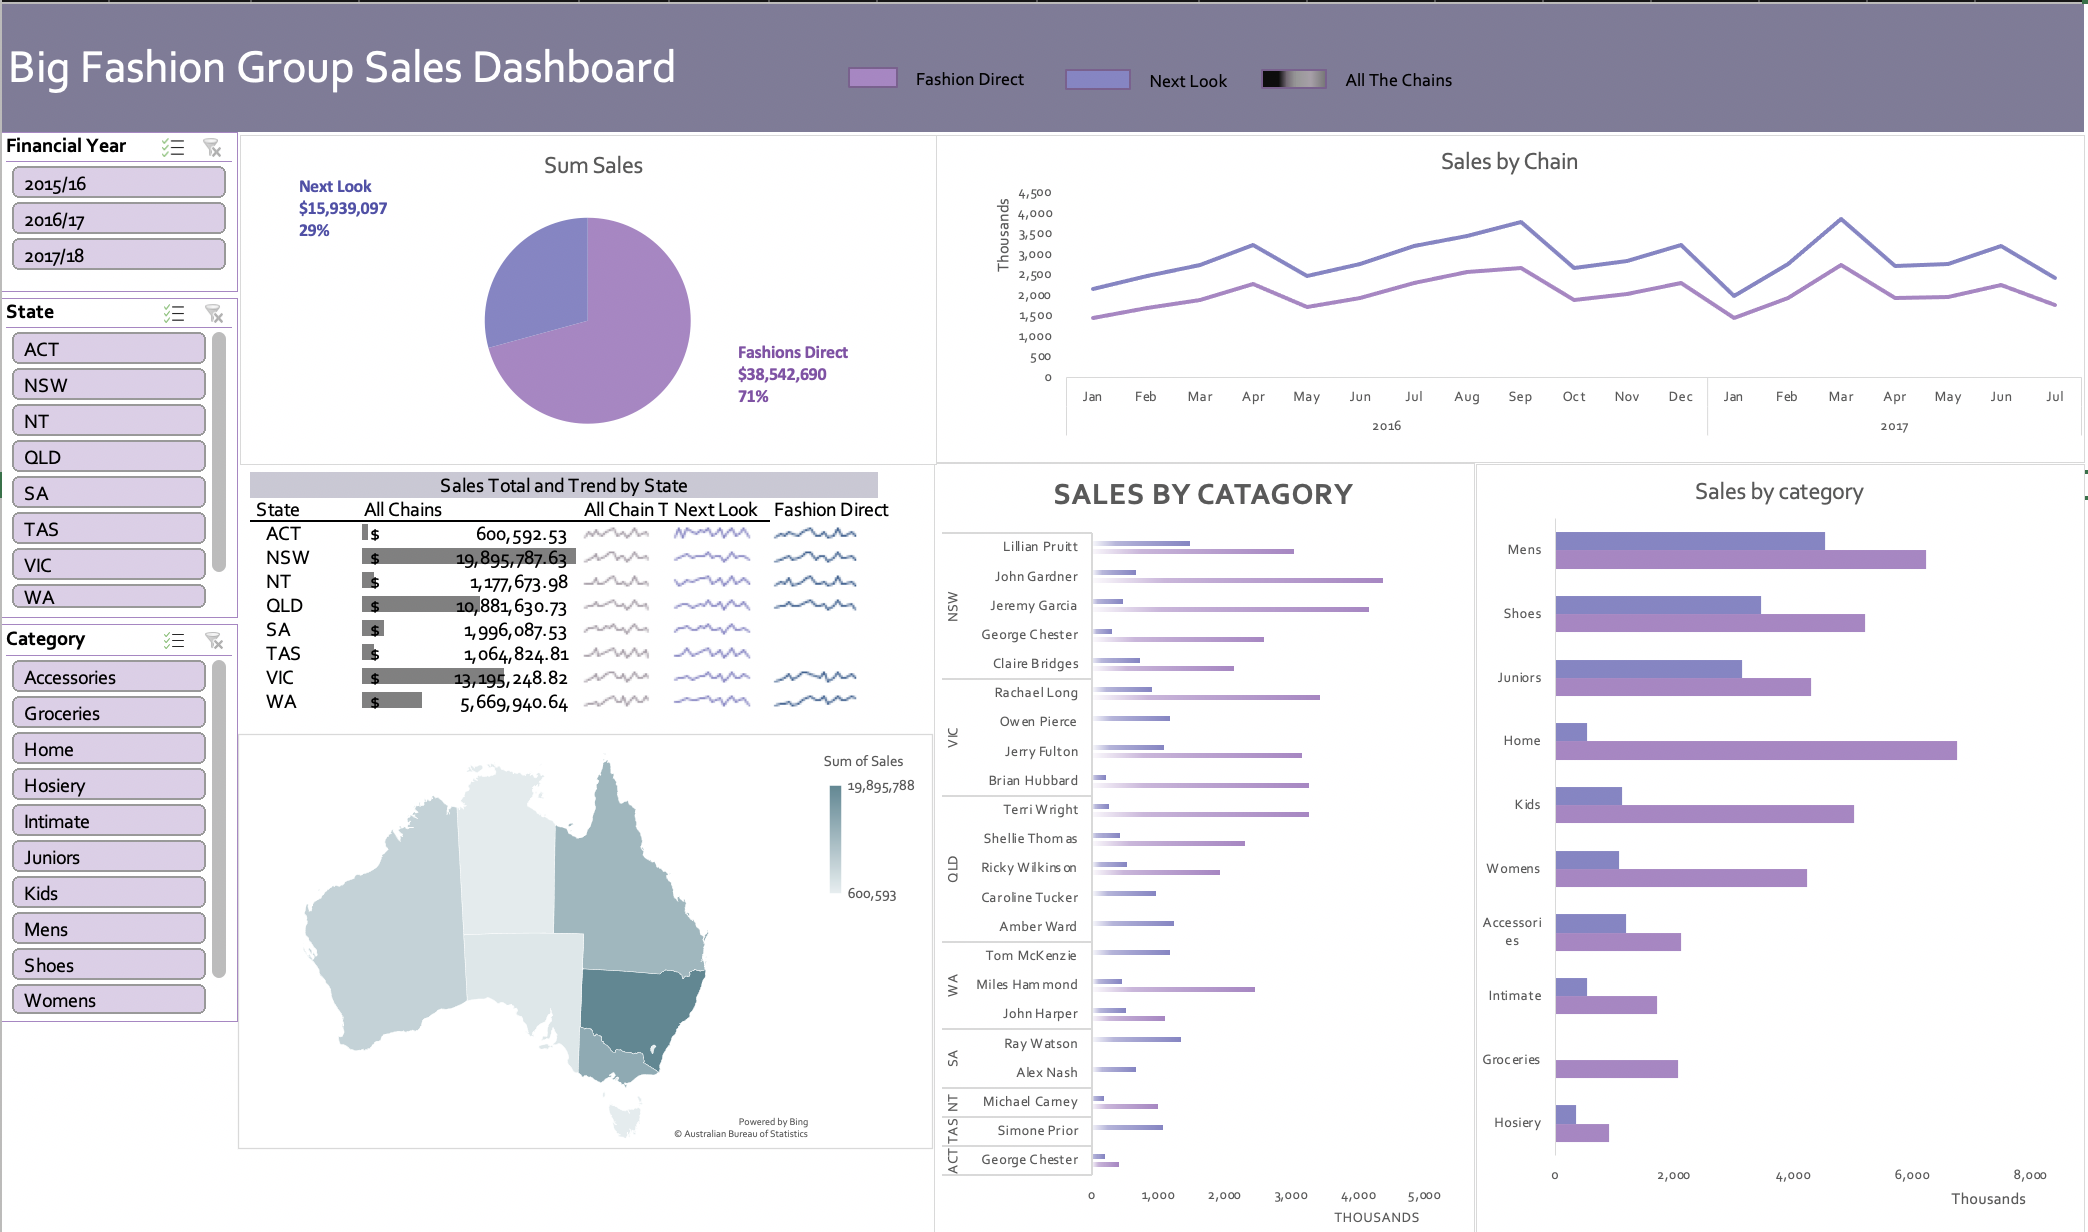 Big Fashion Group Sales Dashboard
Fashion Direct
Next Look
All The Chains
Financial Year
2015/16
2016/17
2017/18
State
ACT
NSW
NT
QLD
SA
TAS
VIC
WA
Category
Accessories
Groceries
Home
Hosiery
Intimate
Juniors
Kids
Mens
Shoes
Womens
Sum Sales
Next Look
$15,939,097
29%
Fashions Direct
$38,542,690
71%
Sales by Chain
Thousands
4,500
4,000
3,500
3,000
2,500
2,000
1,500
1,000
500
0
Jan Feb Mar Apr May Jun Jul Aug Sep Oct Nov Dec Jan Feb Mar Apr May Jun Jul
2016 2017
Sales Total and Trend by State
State All Chains All Chain T Next Look Fashion Direct
ACT $ 600,592.53
NSW $ 19,895,787.63
NT $ 1,177,673.98
QLD $ 10,881,630.73
SA $ 1,996,087.53
TAS $ 1,064,824.81
VIC $ 13,195,248.82
WA $ 5,669,940.64
Sum of Sales
19,895,788
600,593
Powered by Bing
© Australian Bureau of Statistics
SALES BY CATAGORY
NSW
Lillian Pruitt
John Gardner
Jeremy Garcia
George Chester
Claire Bridges
VIC
Rachael Long
Owen Pierce
Jerry Fulton
Brian Hubbard
QLD
Terri Wright
Shellie Thomas
Ricky Wilkinson
Caroline Tucker
Amber Ward
WA
Tom McKenzie
Miles Hammond
John Harper
SA
Ray Watson
Alex Nash
NT
Michael Carney
TAS
Simone Prior
ACT
George Chester
0 1,000 2,000 3,000 4,000 5,000
THOUSANDS
Sales by category
Mens
Shoes
Juniors
Home
Kids
Womens
Accessori
es
Intimate
Groceries
Hosiery
0 2,000 4,000 6,000 8,000
Thousands